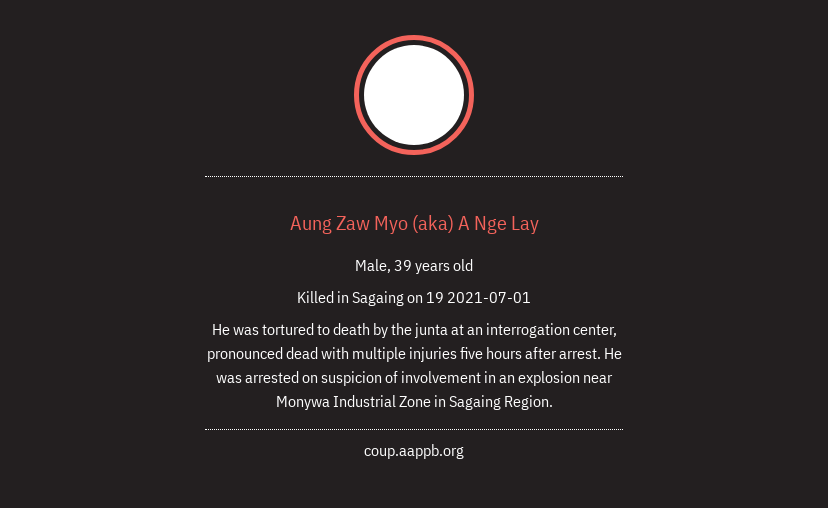 Aung Zaw Myo (aka) A Nge Lay
Male, 39 years old
Killed in Sagaing on 19 2021-07-01
He was tortured to death by the junta at an interrogation center,
pronounced dead with multiple injuries five hours after arrest. He
was arrested on suspicion of involvement in an explosion near
Monywa Industrial Zone in Sagaing Region.
coup.aappb.org